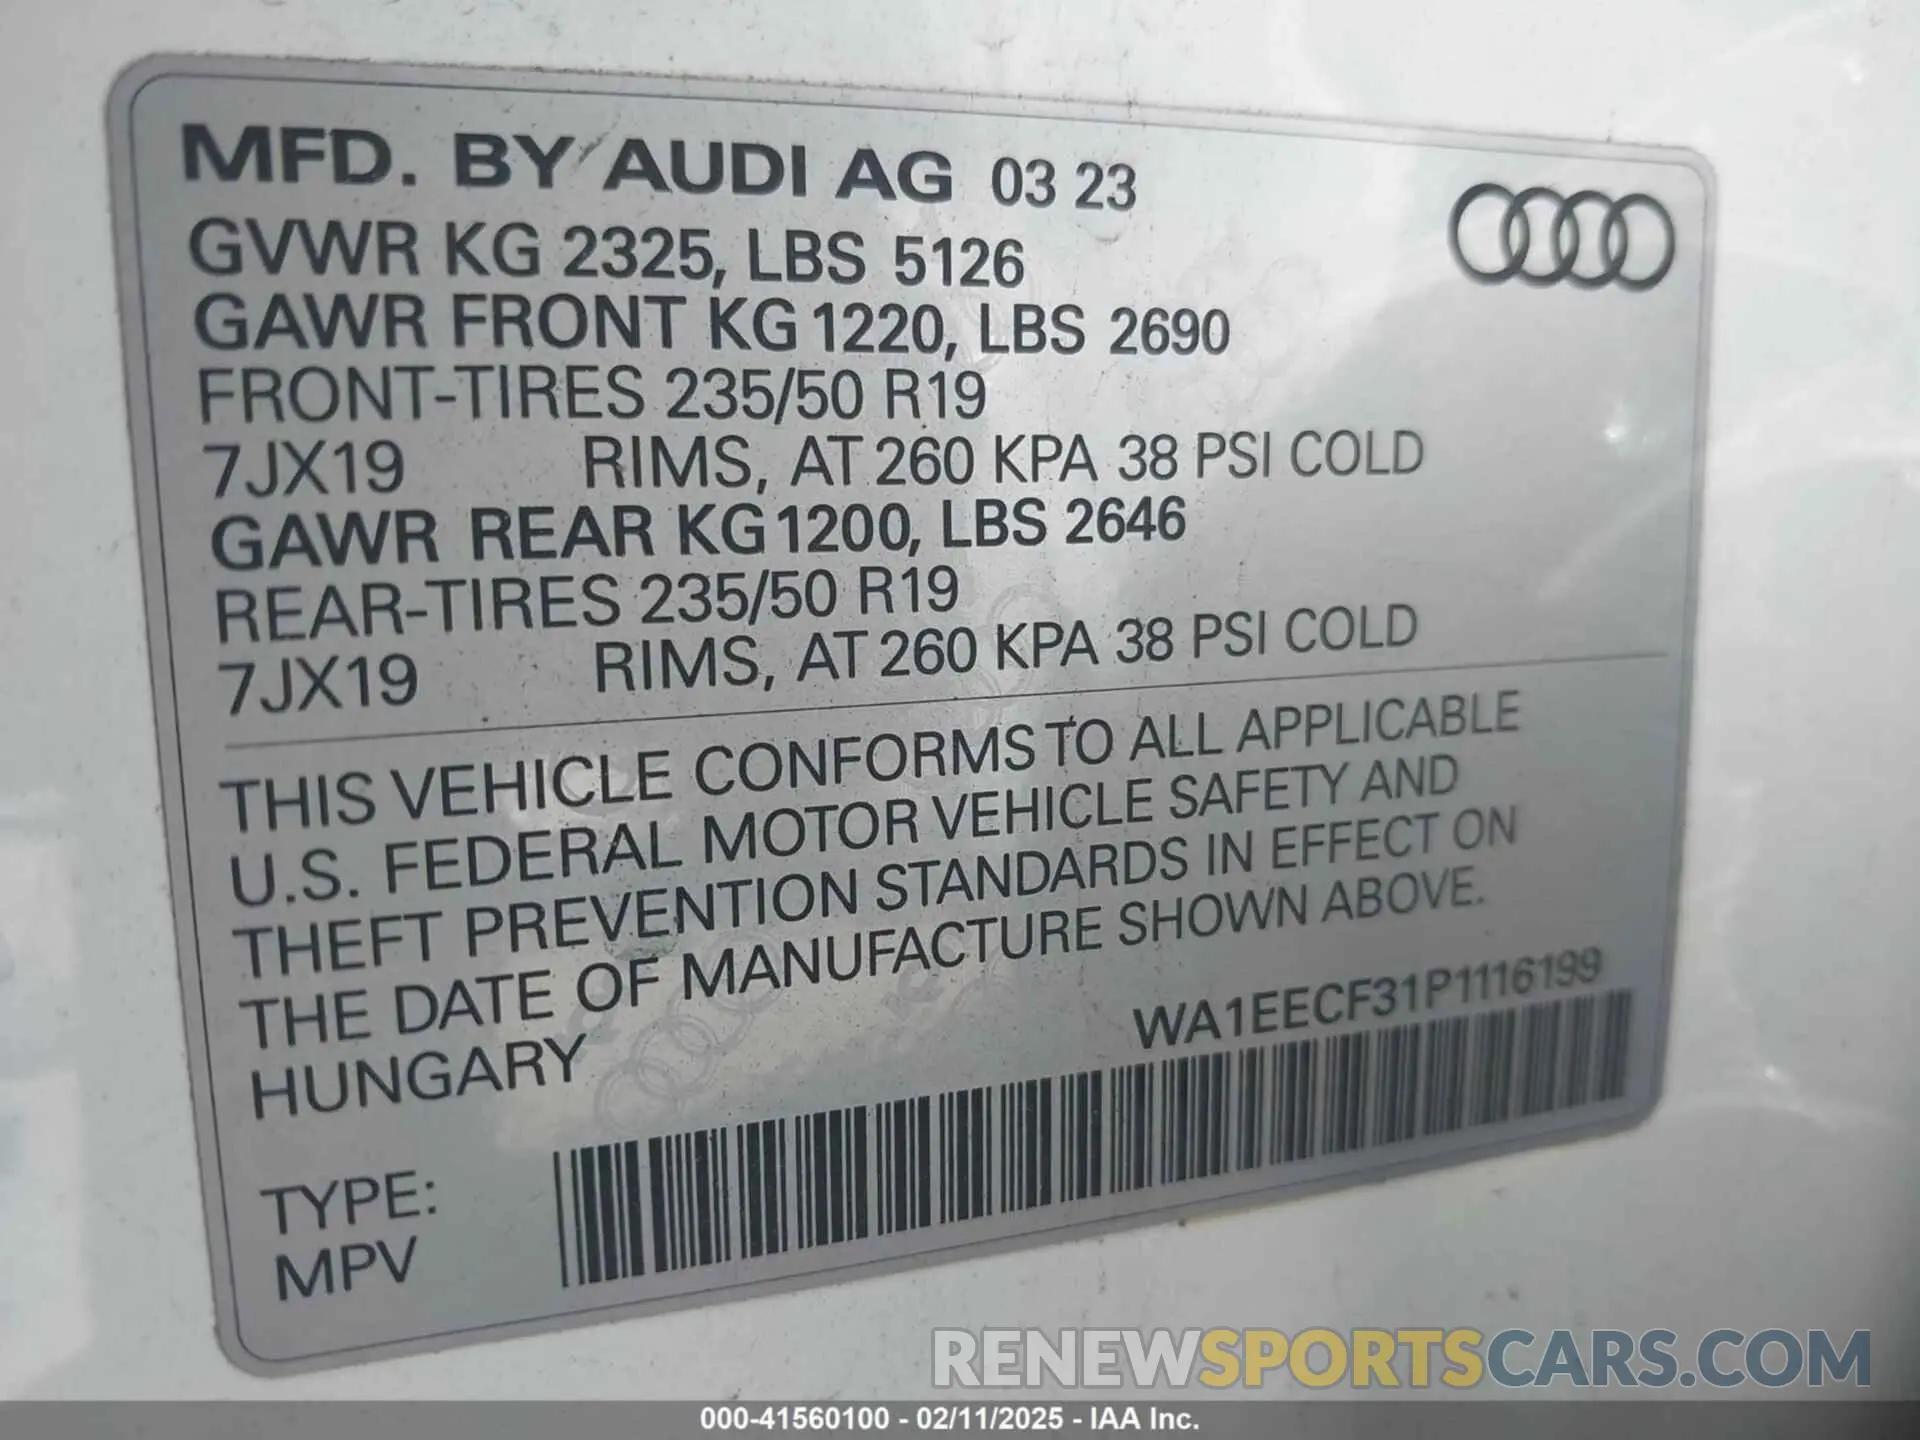 MFD. BY AUDI AG 03 23
GVWR KG 2325, LBS 5126
GAWR FRONT KG 1220, LBS 2690
FRONT-TIRES 235/50 R19
7JX19 RIMS, AT 260 KPA 38 PSI COLD
GAWR REAR KG 1200, LBS 2646
REAR-TIRES 235/50 R19
7JX19 RIMS, AT 260 KPA 38 PSI COLD
THIS VEHICLE CONFORMS TO ALL APPLICABLE
U.S. FEDERAL MOTOR VEHICLE SAFETY AND
THEFT PREVENTION STANDARDS IN EFFECT ON
THE DATE OF MANUFACTURE SHOWN ABOVE.
HUNGARY
WA1EECF31P1116199
TYPE:
MPV
RENEWSPORTSCARS.COM
000-41560100 - 02/11/2025 - IAA Inc.